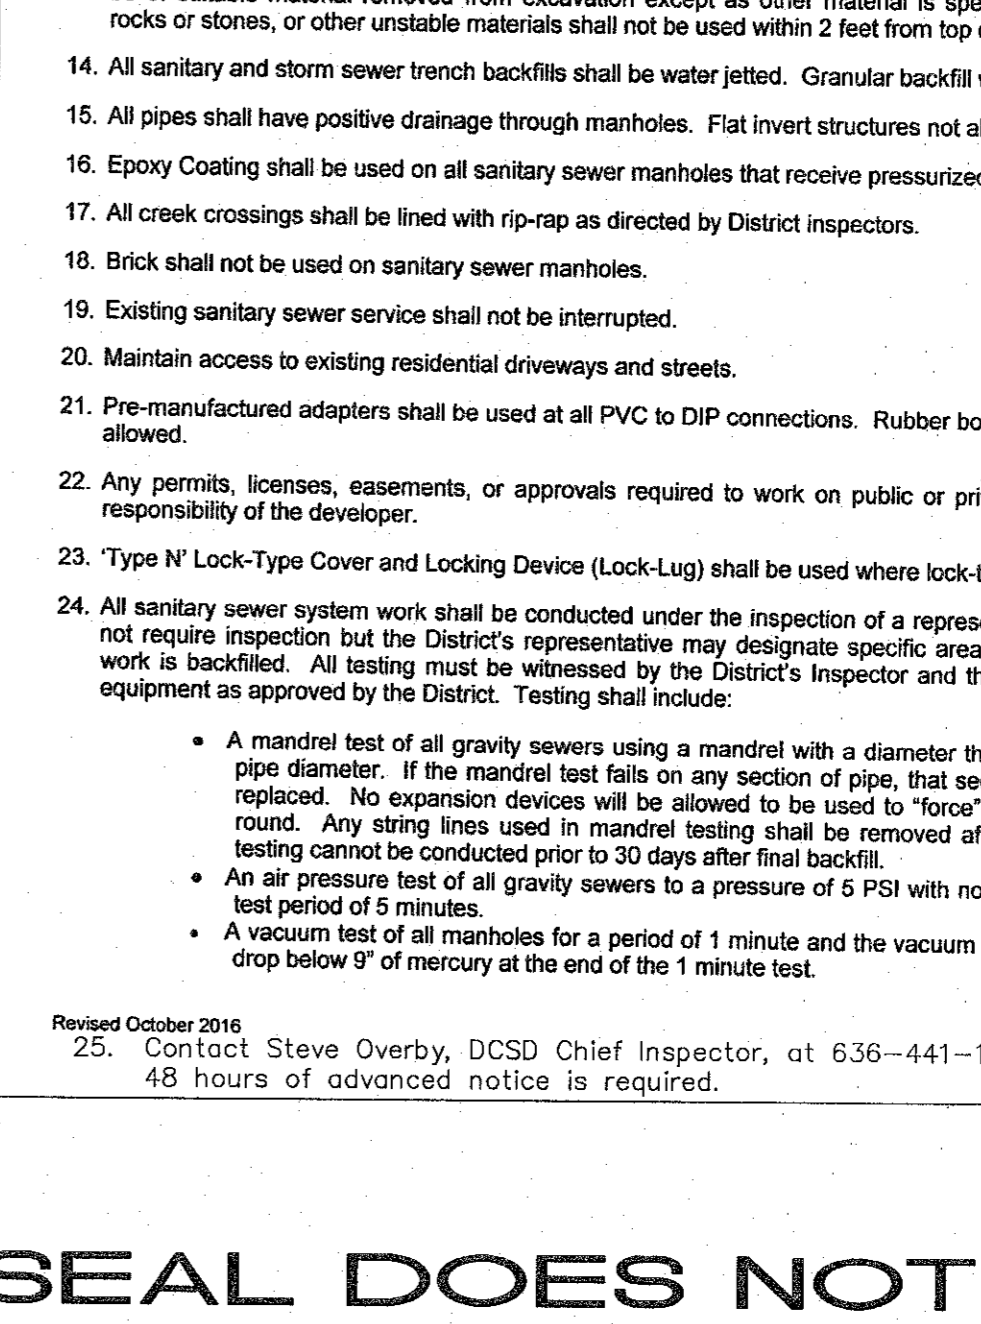 rocks or stones, or other unstable materials shall not be used within 2 feet from top
14. All sanitary and storm sewer trench backfills shall be water jetted. Granular backfill
15. All pipes shall have positive drainage through manholes. Flat invert structures not
16. Epoxy Coating shall be used on all sanitary sewer manholes that receive pressurized
17. All creek crossings shall be lined with rip-rap as directed by District inspectors.
18. Brick shall not be used on sanitary sewer manholes.
19. Existing sanitary sewer service shall not be interrupted.
20. Maintain access to existing residential driveways and streets.
21. Pre-manufactured adapters shall be used at all PVC to DIP connections. Rubber
allowed.
22. Any permits, licenses, easements, or approvals required to work on public or
responsibility of the developer.
23. 'Type N' Lock-Type Cover and Locking Device (Lock-Lug) shall be used where
24. All sanitary sewer system work shall be conducted under the inspection of a
not require inspection but the District's representative may designate specific
work is backfilled. All testing must be witnessed by the District's Inspector and
equipment as approved by the District. Testing shall include:
• A mandrel test of all gravity sewers using a mandrel with a diameter
pipe diameter. If the mandrel test fails on any section of pipe, that
replaced. No expansion devices will be allowed to be used to "force"
round. Any string lines used in mandrel testing shall be removed
testing cannot be conducted prior to 30 days after final backfill.
• An air pressure test of all gravity sewers to a pressure of 5 PSI with
test period of 5 minutes.
• A vacuum test of all manholes for a period of 1 minute and the vacuum
drop below 9" of mercury at the end of the 1 minute test.
Revised October 2016
25. Contact Steve Overby, DCSD Chief Inspector, at 636-441-
48 hours of advanced notice is required.
SEAL DOES NOT